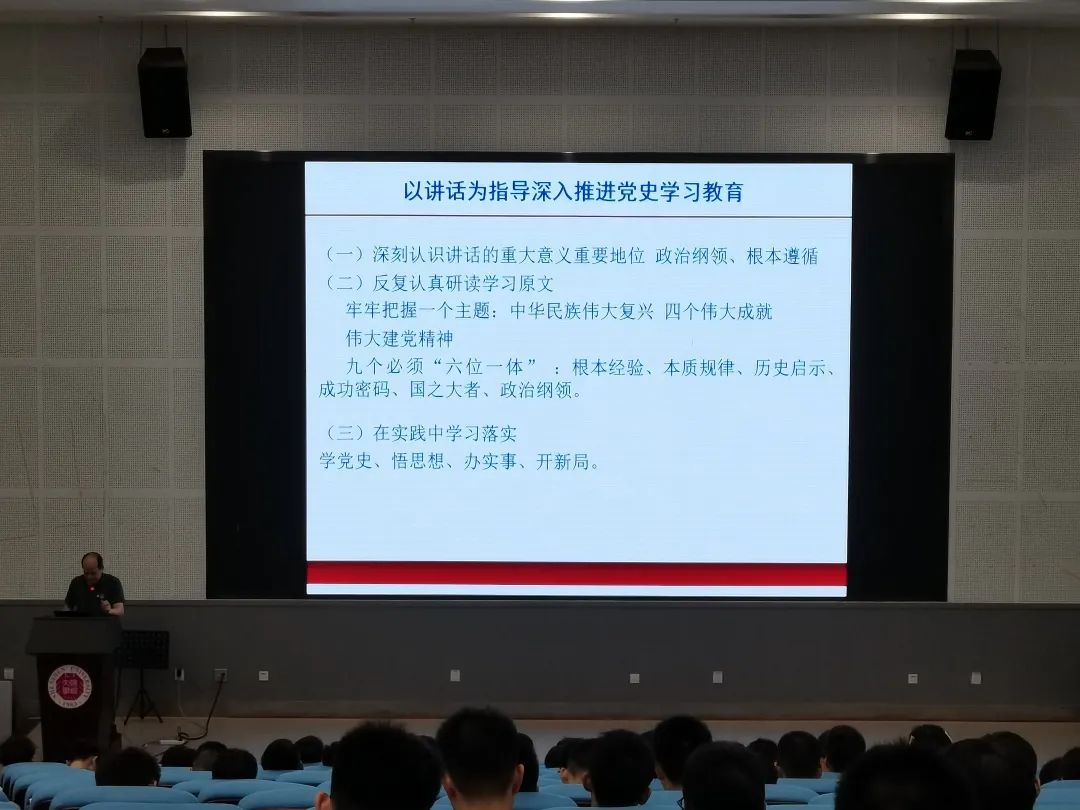 以讲话为指导深入推进党史学习教育
（一）深刻认识讲话的重大意义重要地位 政治纲领、根本遵循
（二）反复认真研读学习原文
牢牢把握一个主题：中华民族伟大复兴 四个伟大成就
伟大建党精神
九个必须“六位一体” ：根本经验、本质规律、历史启示、
成功密码、国之大者、政治纲领。
（三）在实践中学习落实
学党史、悟思想、办实事、开新局。
SHENZHEN UNIVERSITY
1983